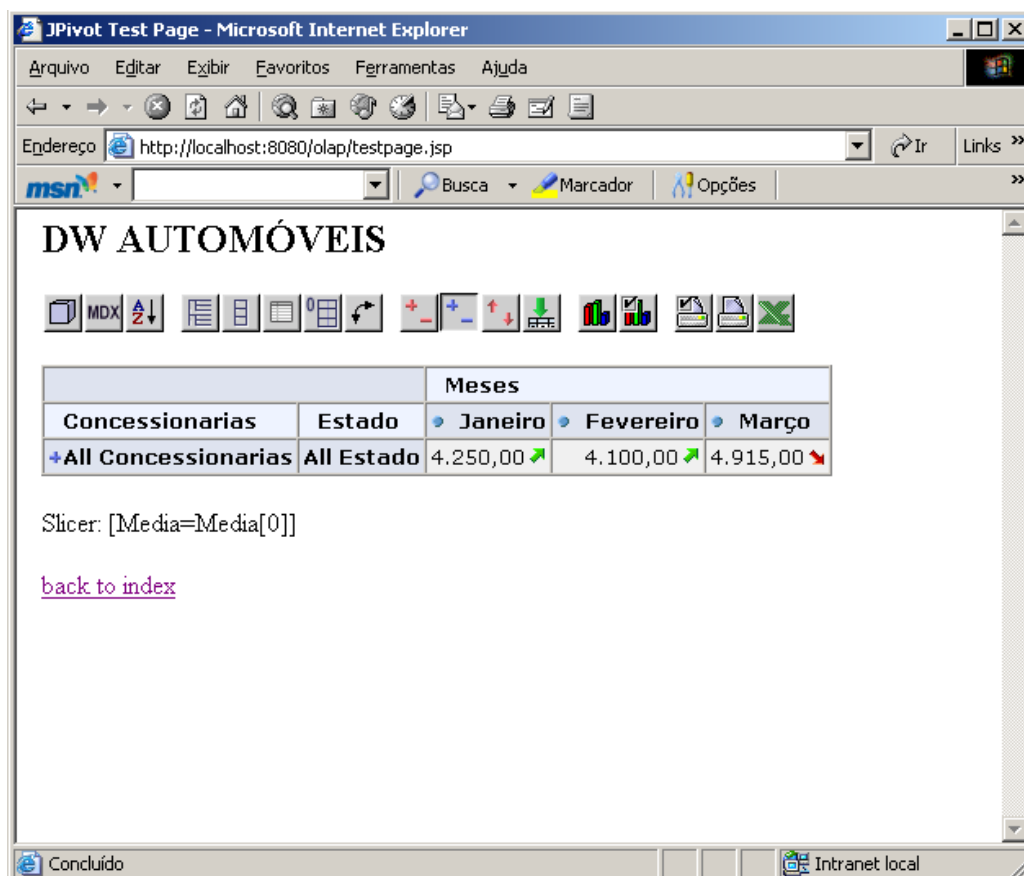 JPivot Test Page - Microsoft Internet Explorer
Arquivo Editar Exibir Favoritos Ferramentas Ajuda
Endereço http://localhost:8080/olap/testpage.jsp Ir Links »
msn Busca Marcador Opções »
DW AUTOMÓVEIS
MDX A Z 0
Meses
Concessionarias Estado Janeiro Fevereiro Março
+All Concessionarias All Estado 4.250,00 4.100,00 4.915,00
Slicer: [Media=Media[0]]
back to index
Concluído Intranet local